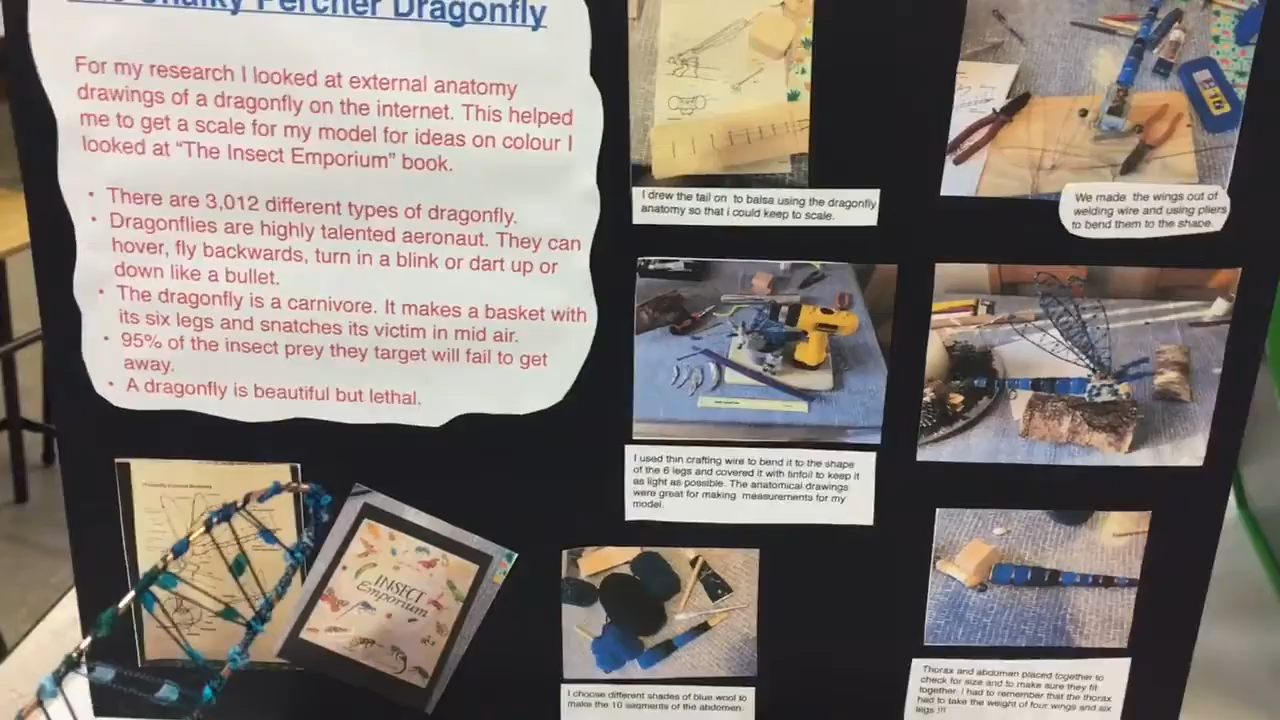 Percher Dragonfly
For my research I looked at external anatomy
drawings of a dragonfly on the internet. This helped
me to get a scale for my model for ideas on colour I
looked at “The Insect Emporium” book.
• There are 3,012 different types of dragonfly.
• Dragonflies are highly talented aeronaut. They can
hover, fly backwards, turn in a blink or dart up or
down like a bullet.
• The dragonfly is a carnivore. It makes a basket with
its six legs and snatches its victim in mid air.
• 95% of the insect prey they target will fail to get
away.
• A dragonfly is beautiful but lethal.
I drew the tail on to balsa using the dragonfly
anatomy so that i could keep to scale.
We made the wings out of
welding wire and using pliers
to bend them to the shape.
I used thin crafting wire to bend it to the shape
of the 6 legs and covered it with tinfoil to keep it
as light as possible. The anatomical drawings
were great for making measurements for my
model.
INSECT
Emporium
I choose different shades of blue wool to
make the 10 segments of the abdomen.
Thorax and abdomen placed together to
check for size and to make sure they fit
together. I had to remember that the thorax
had to take the weight of four wings and six
legs !!!